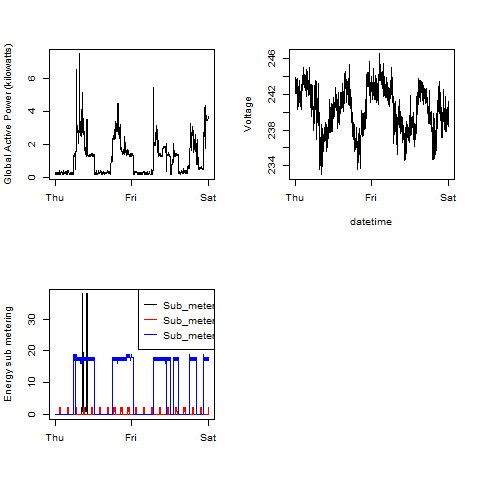 Global Active Power (kilowatts)
0 2 4 6
Thu Fri Sat
Voltage
234 238 242 246
Thu Fri Sat
datetime
Energy sub metering
0 10 20 30
Thu Fri Sat
Sub_meter
Sub_meter
Sub_meter